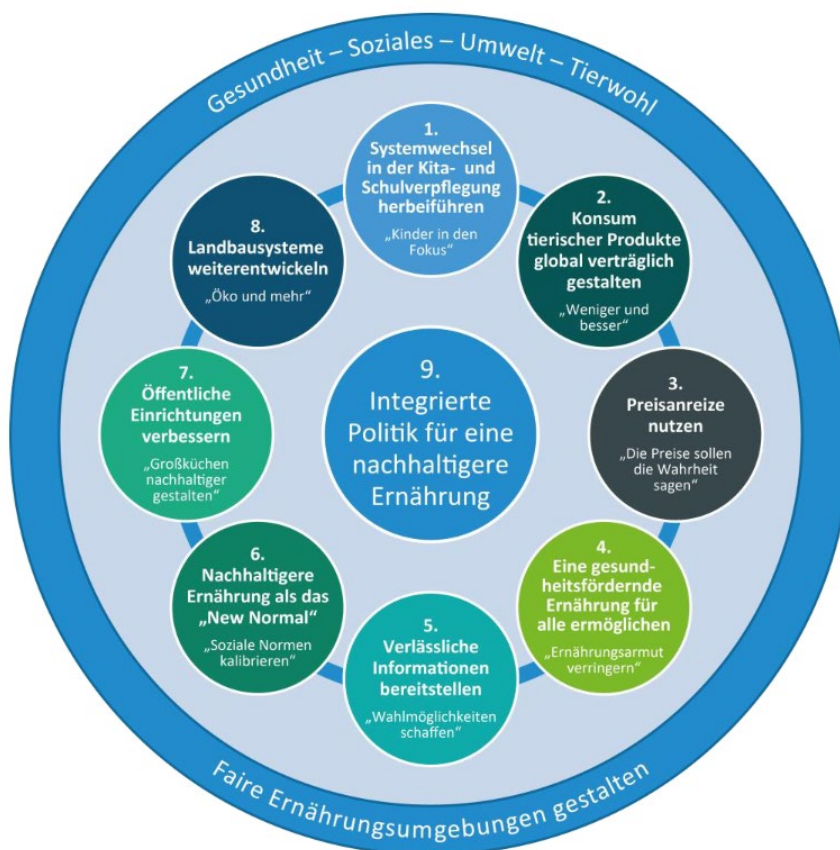 Gesundheit – Soziales – Umwelt – Tierwohl
1.
Systemwechsel
in der Kita- und
Schulverpflegung
herbeiführen
„Kinder in den
Fokus“
2.
Konsum
tierischer Produkte
global verträglich
gestalten
„Weniger und
besser“
3.
Preisanreize
nutzen
„Die Preise sollen
die Wahrheit
sagen“
4.
Eine gesund-
heitsfördernde
Ernährung für
alle ermöglichen
„Ernährungsarmut
verringern“
5.
Verlässliche
Informationen
bereitstellen
„Wahlmöglichkeiten
schaffen“
6.
Nachhaltigere
Ernährung als das
„New Normal“
„Soziale Normen
kalibrieren“
7.
Öffentliche
Einrichtungen
verbessern
„Großküchen
nachhaltiger
gestalten“
8.
Landbausysteme
weiterentwickeln
„Öko und mehr“
9.
Integrierte
Politik für eine
nachhaltigere
Ernährung
Faire Ernährungsumgebungen gestalten